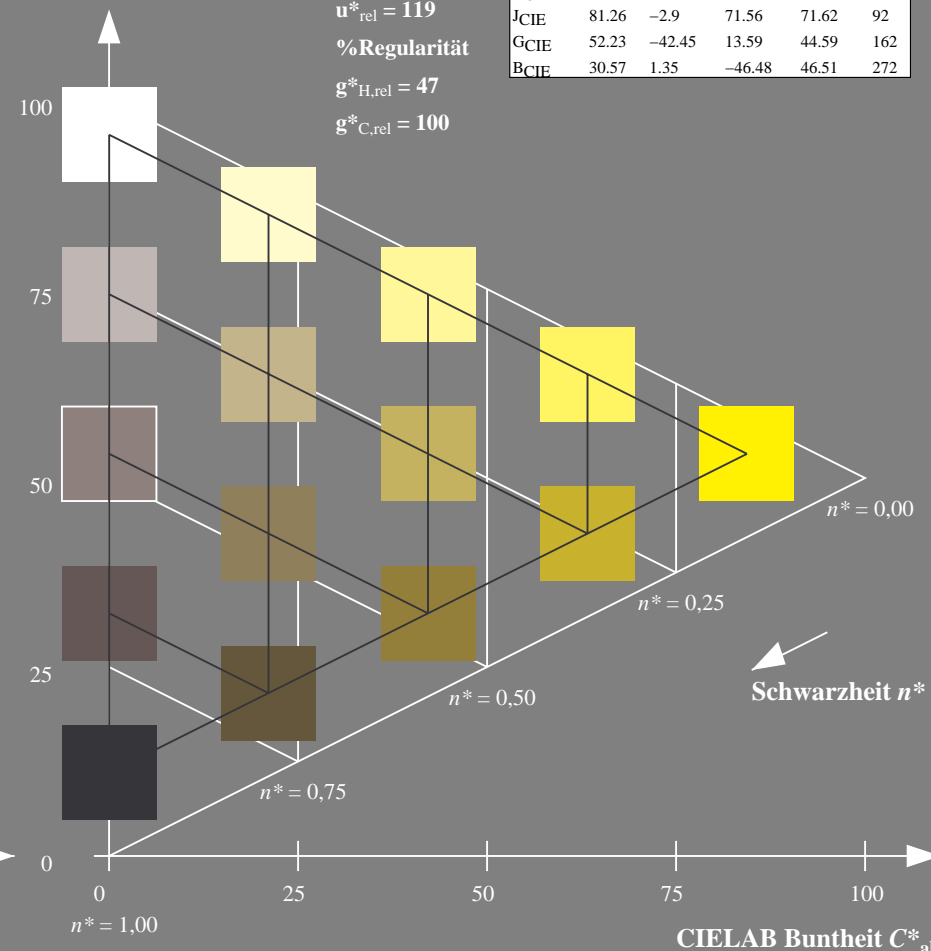 u*rel = 119
%Regularität
g*H,rel = 47
g*C,rel = 100
JCIE 81.26 −2.9 71.56 71.62 92
GCIE 52.23 −42.45 13.59 44.59 162
BCIE 30.57 1.35 −46.48 46.51 272
100
75
50
25
0
n* = 0,00
n* = 0,25
Schwarzheit n*
n* = 0,50
n* = 0,75
0 25 50 75 100
n* = 1,00
CIELAB Buntheit C*a